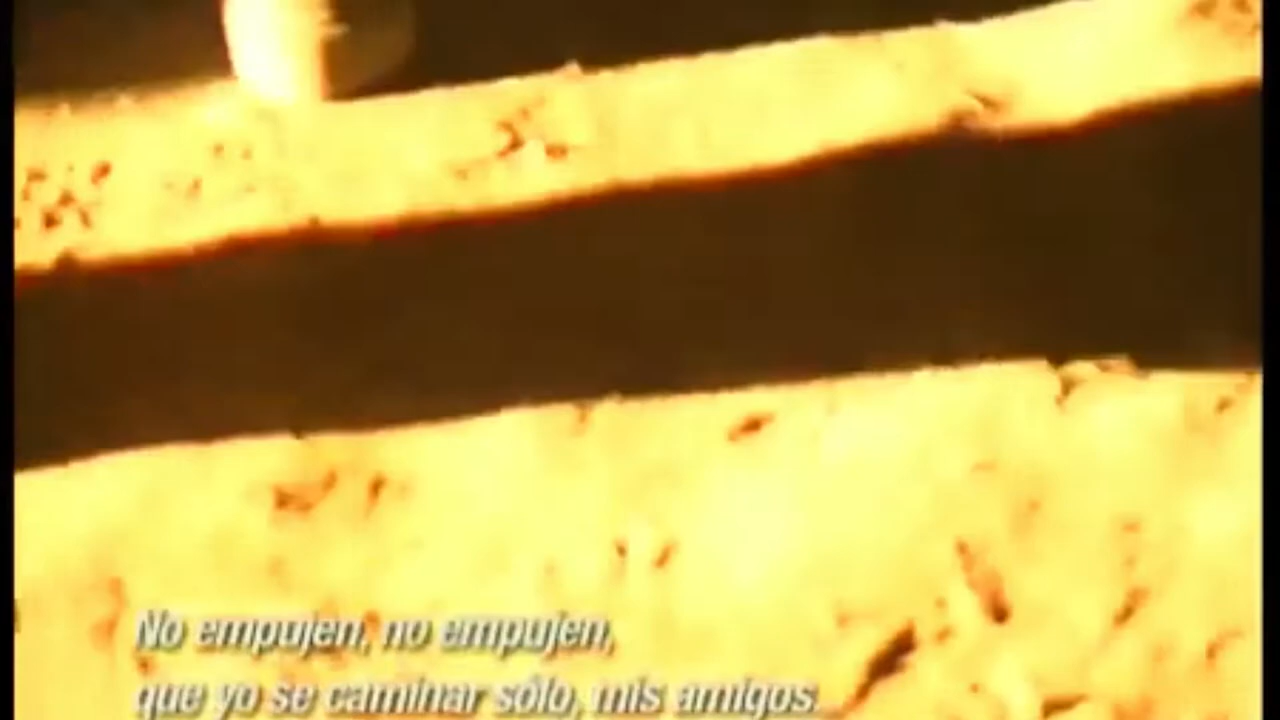 No empujen, no empujen,
que yo se caminar sólo, mis amigos.